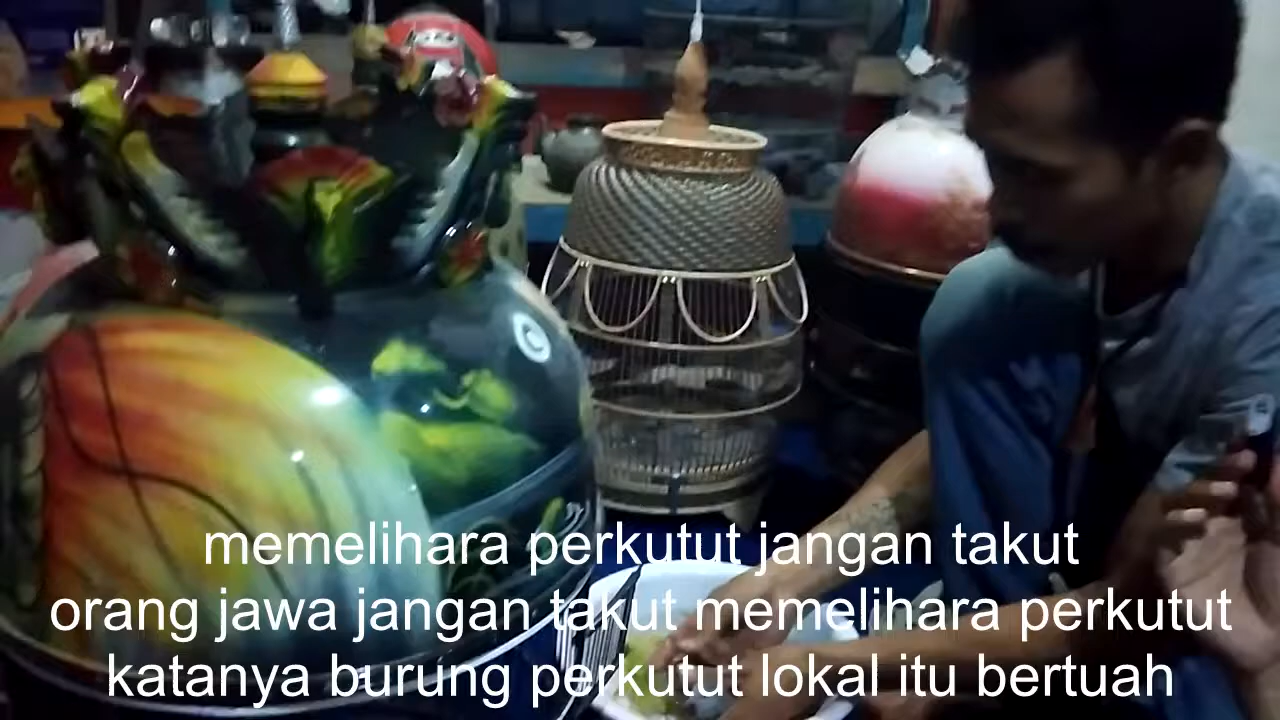 memelihara perkutut jangan takut
orang jawa jangan takut memelihara perkutut
katanya burung perkutut lokal itu bertuah